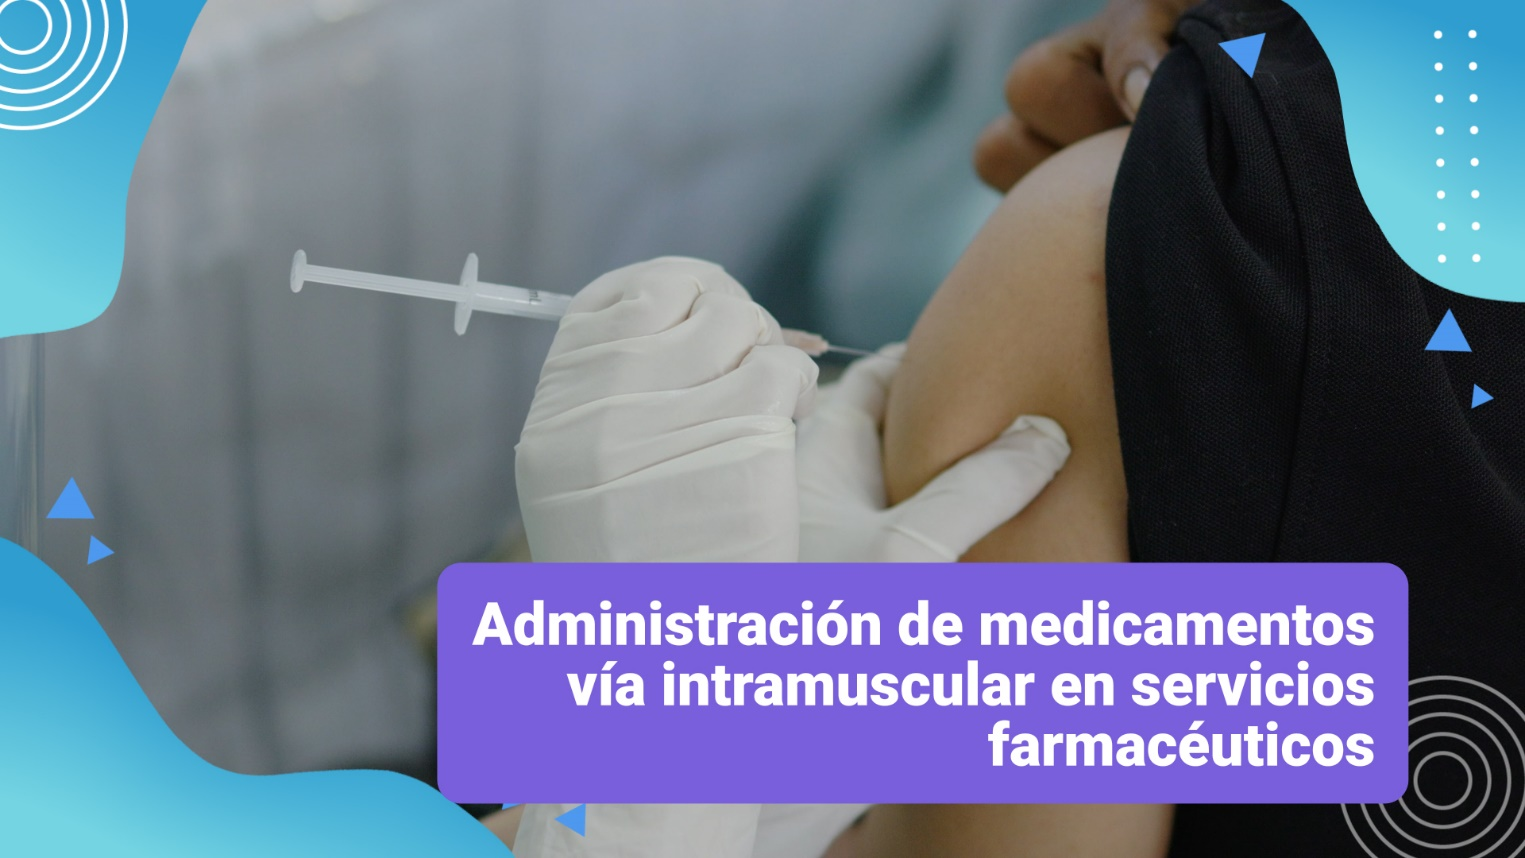 Administración de medicamentos
vía intramuscular en servicios
farmacéuticos